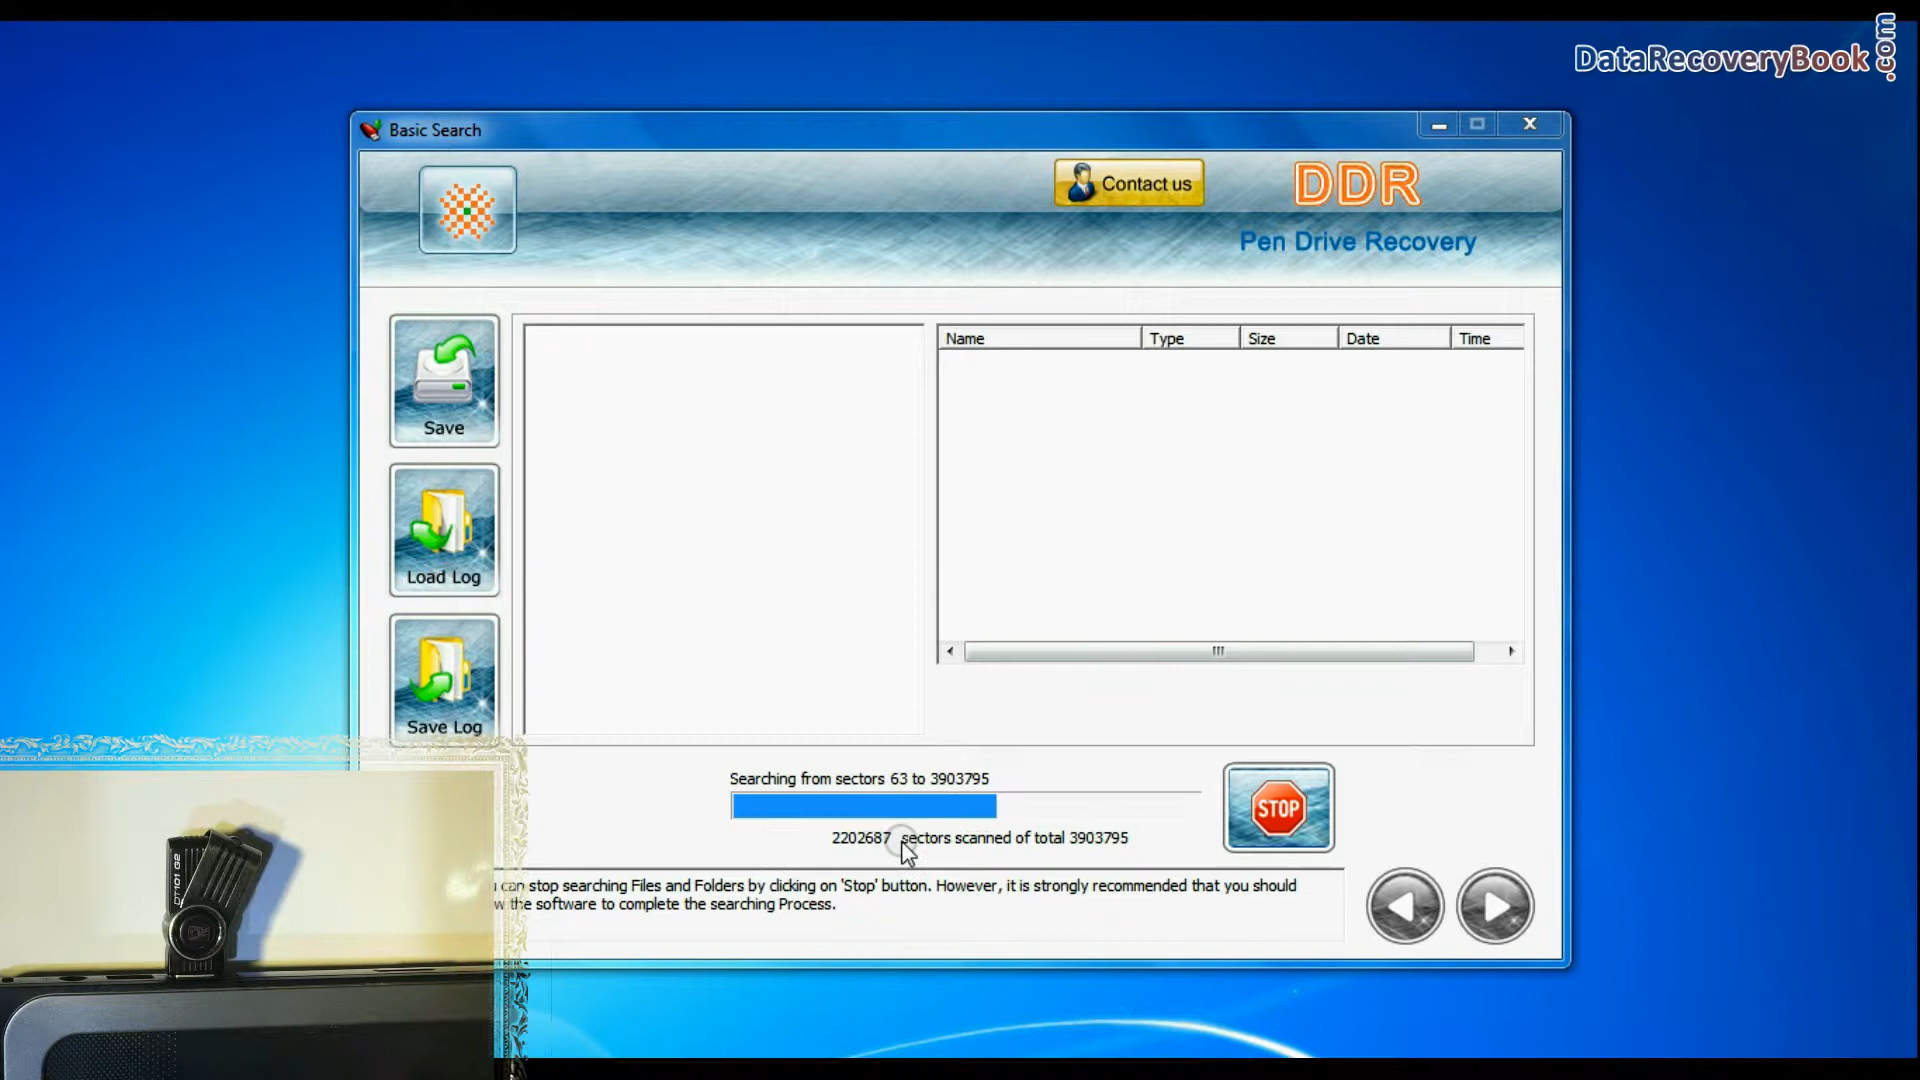 DataRecoveryBook.com
Basic Search
Contact us
DDR
Pen Drive Recovery
Save
Load Log
Save Log
Name Type Size Date Time
Searching from sectors 63 to 3903795
2202687 sectors scanned of total 3903795
STOP
can stop searching Files and Folders by clicking on 'Stop' button. However, it is strongly recommended that you should
the software to complete the searching Process.
DT101 G2